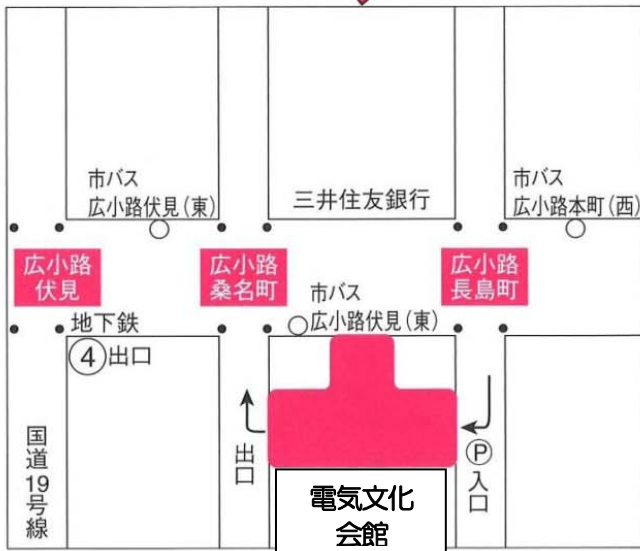 市バス
広小路伏見(東)
三井住友銀行
市バス
広小路本町(西)
広小路
伏見
広小路
桑名町
広小路
長島町
市バス
広小路伏見(東)
地下鉄
④出口
国道19号線
出口
Ⓟ入口
電気文化
会館